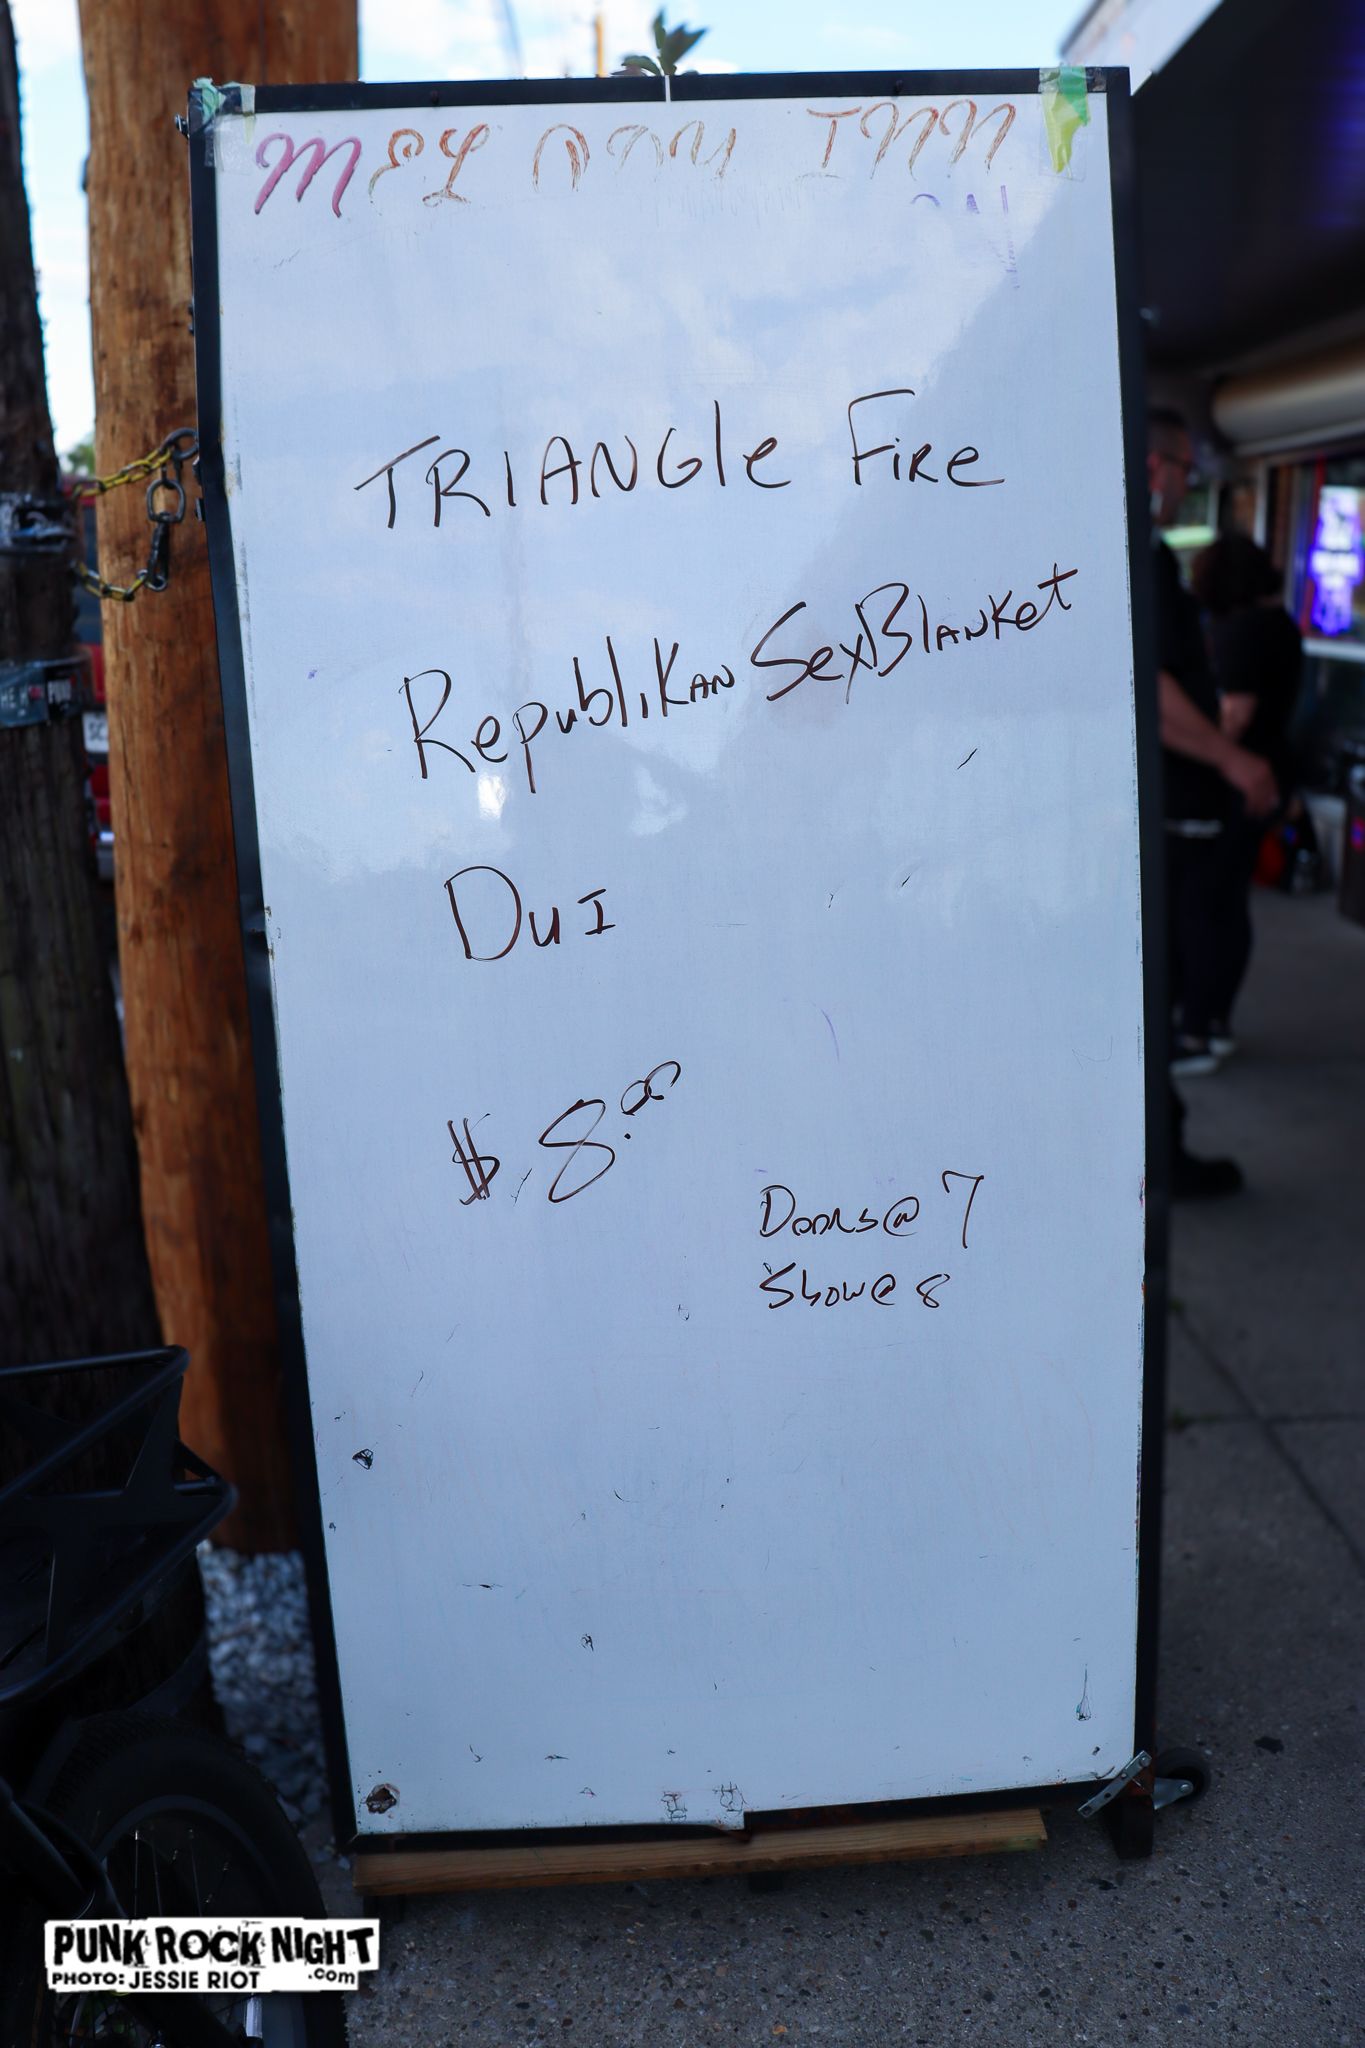 MELODY INN
TRIANGle FiRe
RepubliKAN SexBlANKet
DuI
$ 8.00
Doors@ 7
Show@ 8
PUNK ROCK NIGHT
.com
PHOTO: JESSIE RIOT